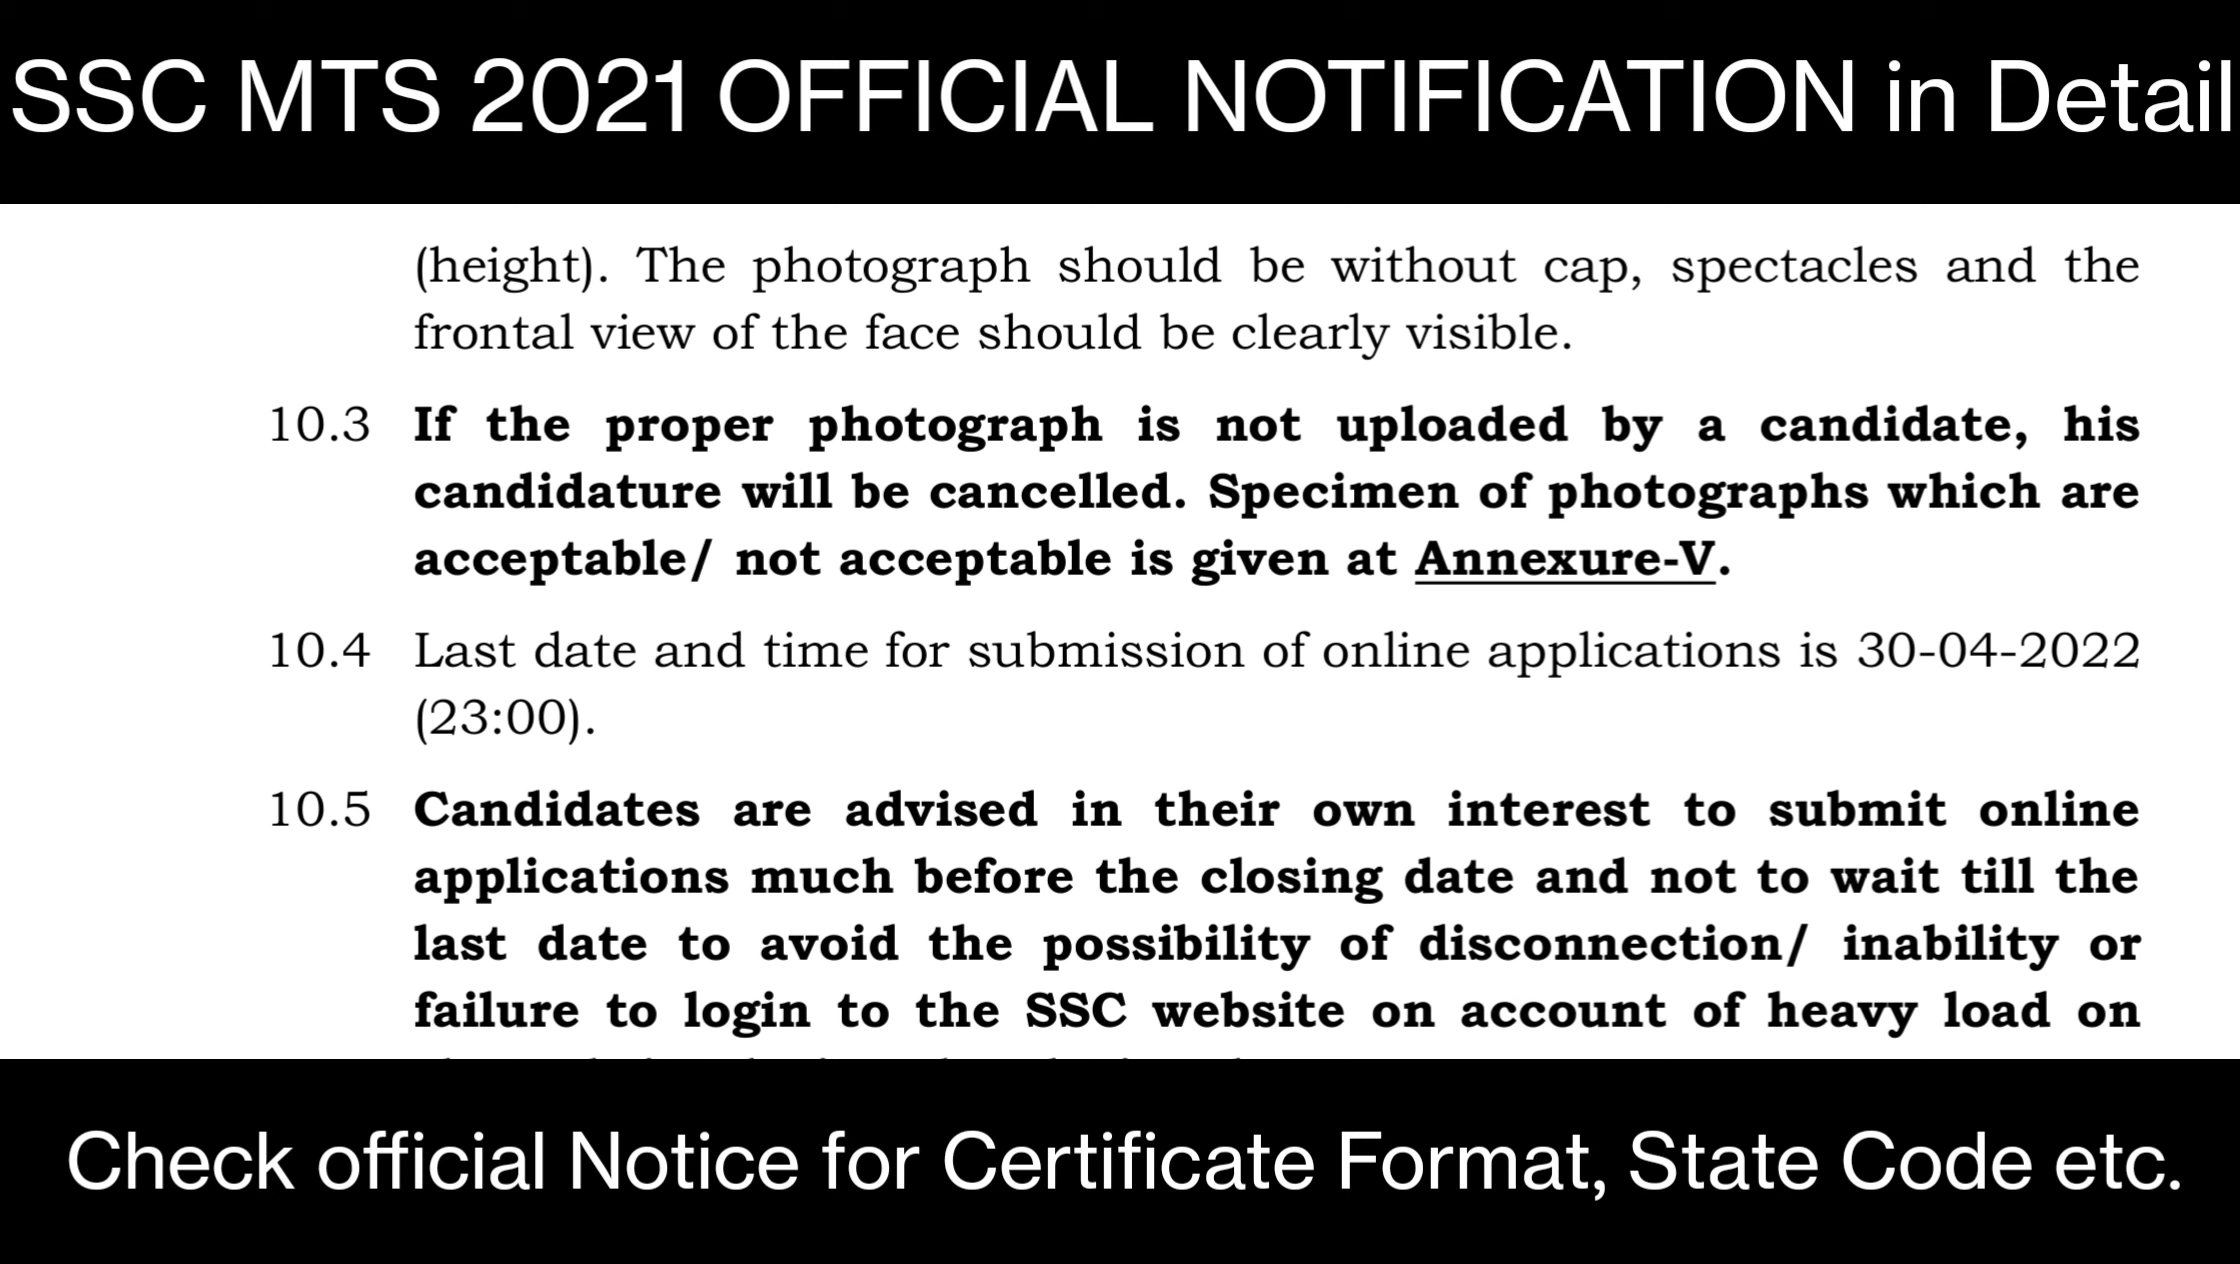 SSC MTS 2021 OFFICIAL NOTIFICATION in Detail
(height). The photograph should be without cap, spectacles and the
frontal view of the face should be clearly visible.
10.3 If the proper photograph is not uploaded by a candidate, his
candidature will be cancelled. Specimen of photographs which are
acceptable/ not acceptable is given at Annexure-V.
10.4 Last date and time for submission of online applications is 30-04-2022
(23:00).
10.5 Candidates are advised in their own interest to submit online
applications much before the closing date and not to wait till the
last date to avoid the possibility of disconnection/ inability or
failure to login to the SSC website on account of heavy load on
Check official Notice for Certificate Format, State Code etc.